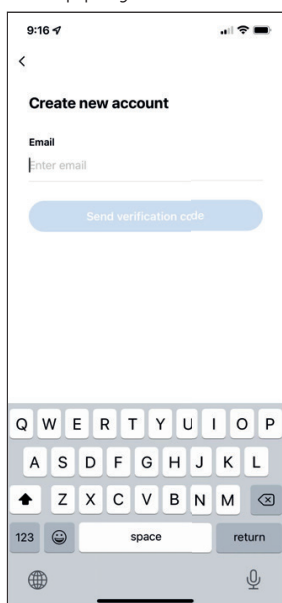 9:16
Create new account
Email
Enter email
Send verification code
Q W E R T Y U I O P
A S D F G H J K L
Z X C V B N M
123 space return